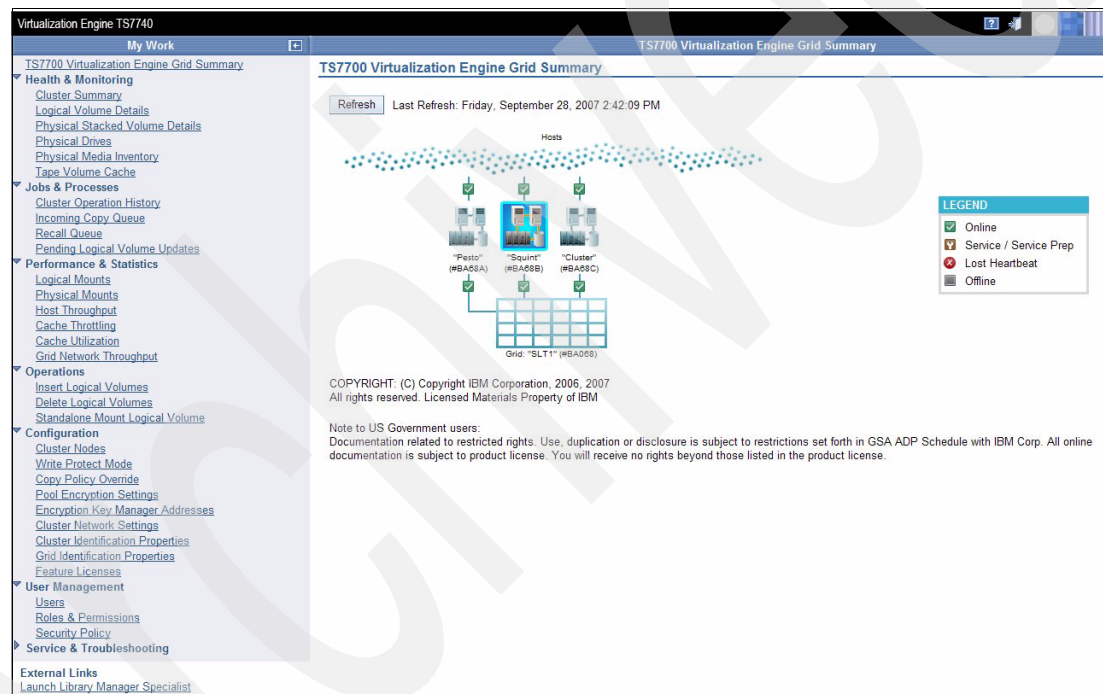 Virtualization Engine TS7740
?
My Work
TS7700 Virtualization Engine Grid Summary
TS7700 Virtualization Engine Grid Summary
Health & Monitoring
Cluster Summary
Logical Volume Details
Physical Stacked Volume Details
Physical Drives
Physical Media Inventory
Tape Volume Cache
Jobs & Processes
Cluster Operation History
Incoming Copy Queue
Recall Queue
Pending Logical Volume Updates
Performance & Statistics
Logical Mounts
Physical Mounts
Host Throughput
Cache Throttling
Cache Utilization
Grid Network Throughput
Operations
Insert Logical Volumes
Delete Logical Volumes
Standalone Mount Logical Volume
Configuration
Cluster Nodes
Write Protect Mode
Copy Policy Override
Pool Encryption Settings
Encryption Key Manager Addresses
Cluster Network Settings
Cluster Identification Properties
Grid Identification Properties
Feature Licenses
User Management
Users
Roles & Permissions
Security Policy
Service & Troubleshooting
External Links
Launch Library Manager Specialist
TS7700 Virtualization Engine Grid Summary
Refresh Last Refresh: Friday, September 28, 2007 2:42:09 PM
Hosts
"Pesto" "Squint" "Cluster"
(#BA68A) (#BA68B) (#BA68C)
Grid: "SLT1" (#BA068)
LEGEND
Online
Service / Service Prep
Lost Heartbeat
Offline
COPYRIGHT: (C) Copyright IBM Corporation, 2006, 2007
All rights reserved. Licensed Materials Property of IBM
Note to US Government users:
Documentation related to restricted rights. Use, duplication or disclosure is subject to restrictions set forth in GSA ADP Schedule with IBM Corp. All online
documentation is subject to product license. You will receive no rights beyond those listed in the product license.